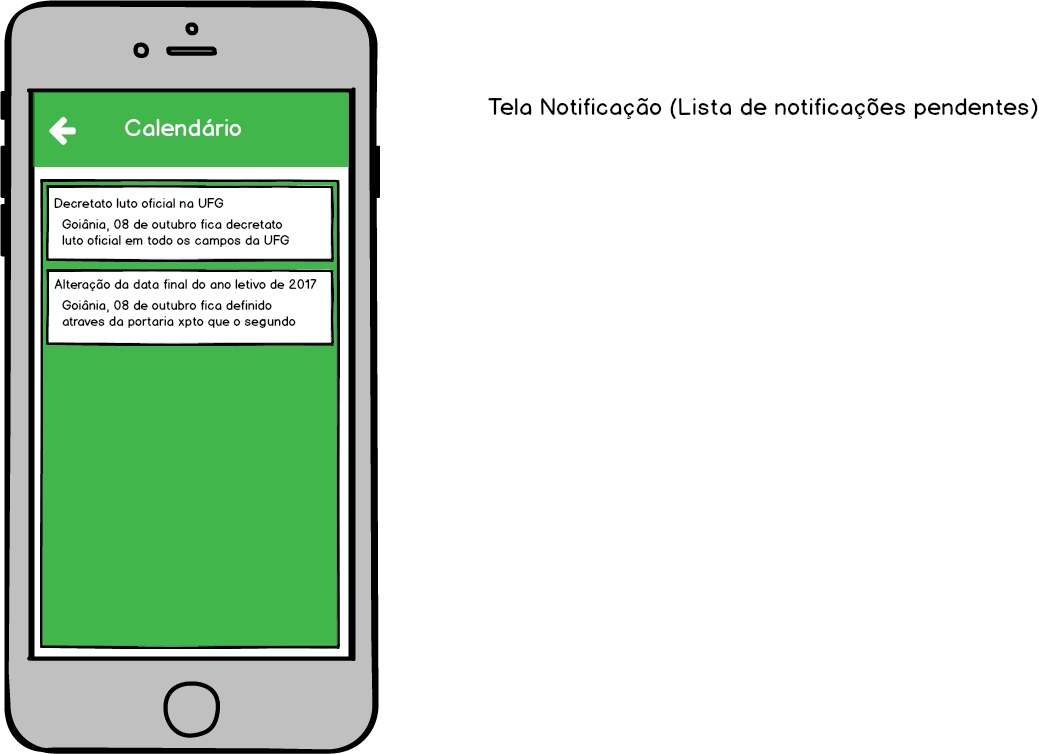 Calendário
Tela Notificação (Lista de notificações pendentes)
Decretato luto oficial na UFG
Goiânia, 08 de outubro fica decretato
luto oficial em todo os campos da UFG
Alteração da data final do ano letivo de 2017
Goiânia, 08 de outubro fica definido
atraves da portaria xpto que o segundo